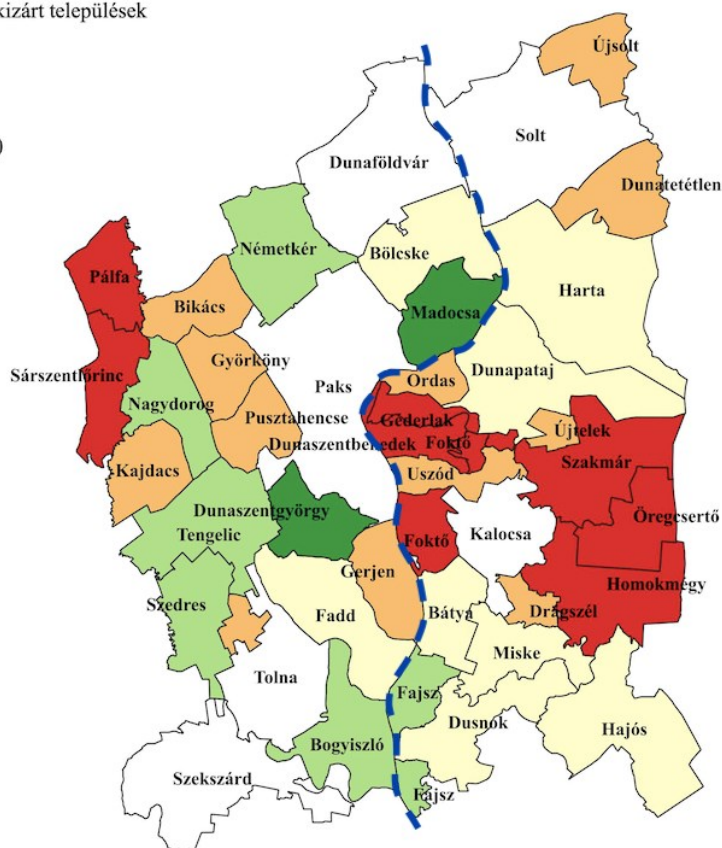 kizárt települések
)
Újsolt
Solt
Dunaföldvár
Dunatetétlen
Németkér
Bölcske
Pálfa
Harta
Bikács
Madocsa
Györköny
Dunapataj
Sárszentlőrinc
Ordas
Paks
Nagydorog
Pusztahencse
Géderlak
Újtelek
Dunaszentbenedek
Foktő
Szakmár
Kajdacs
Uszód
Dunaszentgyörgy
Öregcsertő
Tengelic
Kalocsa
Foktő
Gerjen
Homokmégy
Szedres
Fadd
Bátya
Drágszél
Miske
Tolna
Fajsz
Dusnok
Hajós
Bogyiszló
Szekszárd
Fajsz